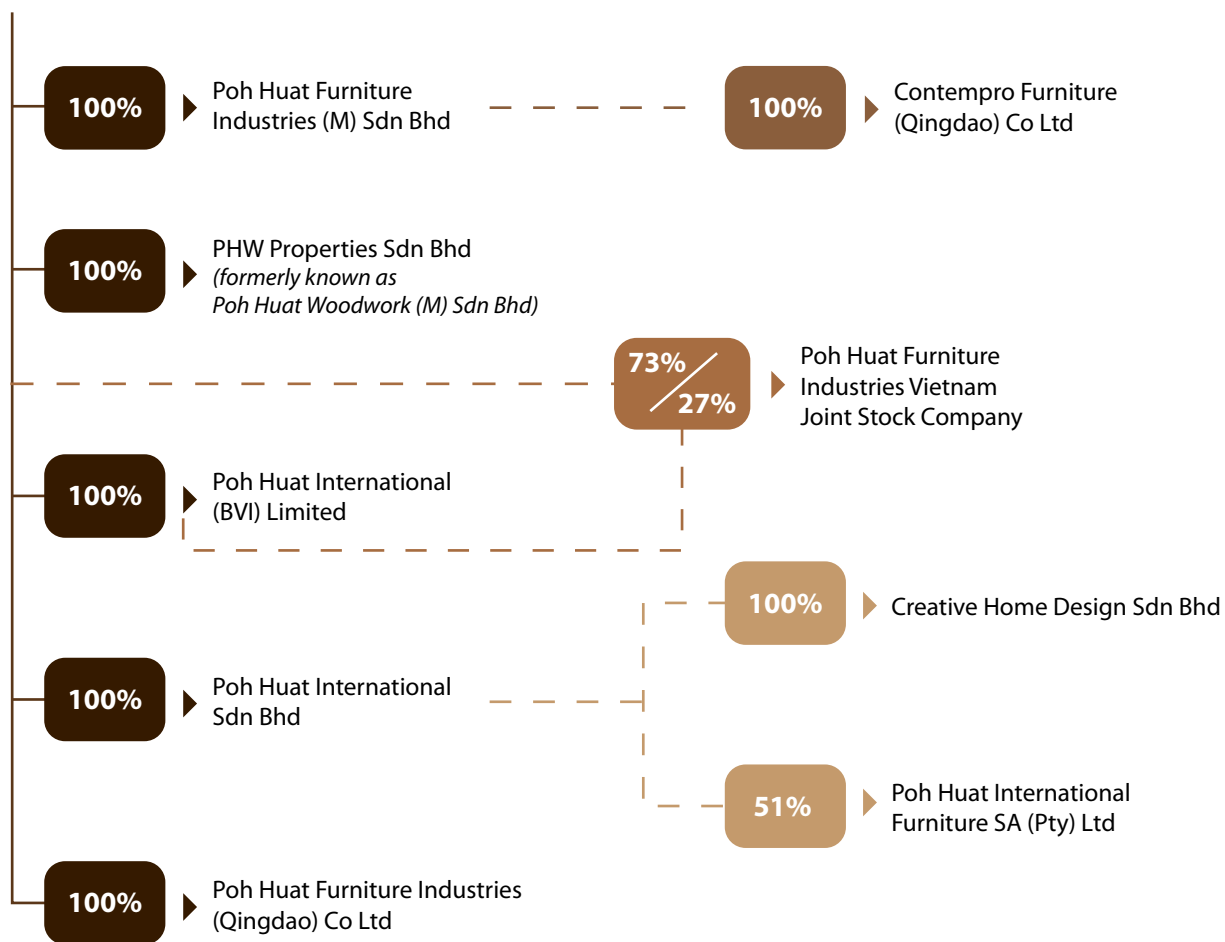 100%
Poh Huat Furniture
Industries (M) Sdn Bhd
100%
Contempro Furniture
(Qingdao) Co Ltd
100%
PHW Properties Sdn Bhd
(formerly known as
Poh Huat Woodwork (M) Sdn Bhd)
73%
27%
Poh Huat Furniture
Industries Vietnam
Joint Stock Company
100%
Poh Huat International
(BVI) Limited
100%
Creative Home Design Sdn Bhd
100%
Poh Huat International
Sdn Bhd
51%
Poh Huat International
Furniture SA (Pty) Ltd
100%
Poh Huat Furniture Industries
(Qingdao) Co Ltd